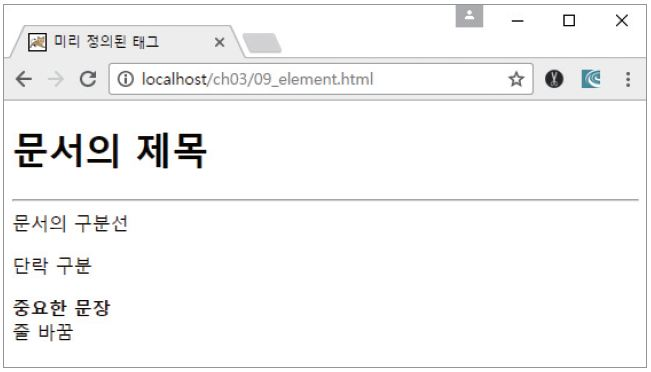 미리 정의된 태그
localhost/ch03/09_element.html
문서의 제목
문서의 구분선
단락 구분
중요한 문장
줄 바꿈